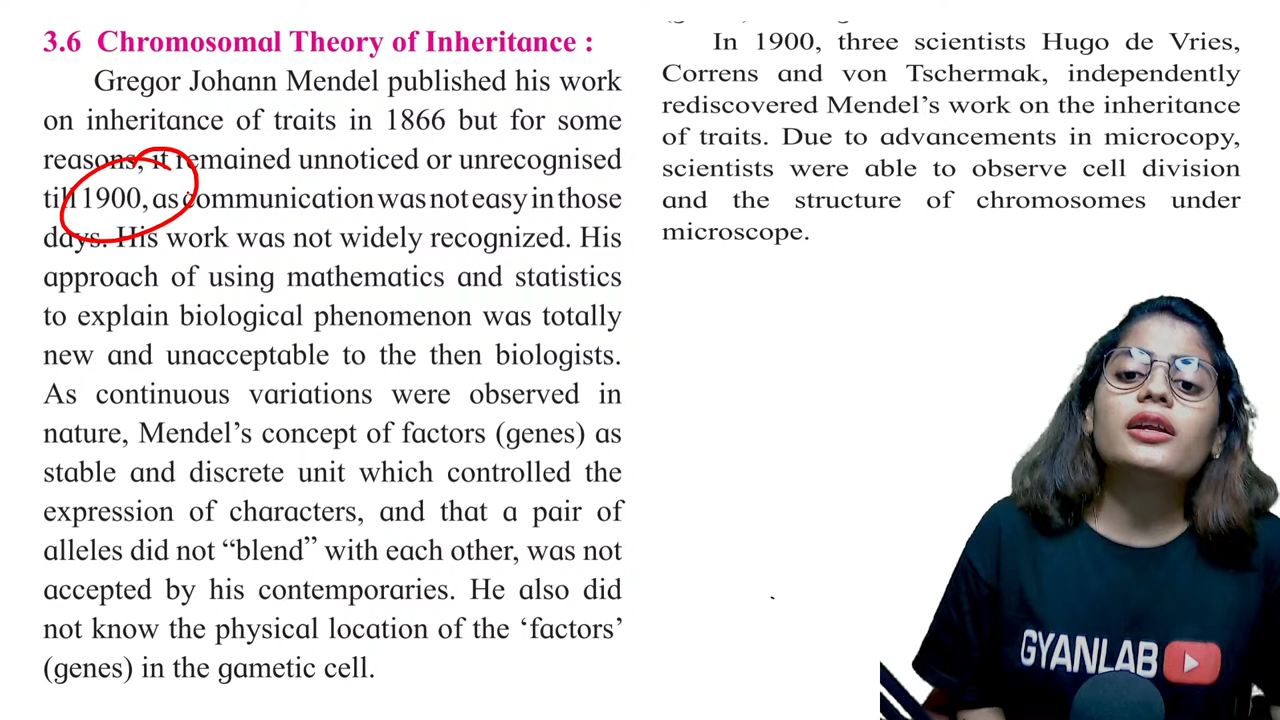 3.6 Chromosomal Theory of Inheritance :
Gregor Johann Mendel published his work
on inheritance of traits in 1866 but for some
reasons, it remained unnoticed or unrecognised
till 1900, as communication was not easy in those
days. His work was not widely recognized. His
approach of using mathematics and statistics
to explain biological phenomenon was totally
new and unacceptable to the then biologists.
As continuous variations were observed in
nature, Mendel's concept of factors (genes) as
stable and discrete unit which controlled the
expression of characters, and that a pair of
alleles did not “blend” with each other, was not
accepted by his contemporaries. He also did
not know the physical location of the ‘factors’
(genes) in the gametic cell.
In 1900, three scientists Hugo de Vries,
Correns and von Tschermak, independently
rediscovered Mendel's work on the inheritance
of traits. Due to advancements in microcopy,
scientists were able to observe cell division
and the structure of chromosomes under
microscope.
GYANLAB